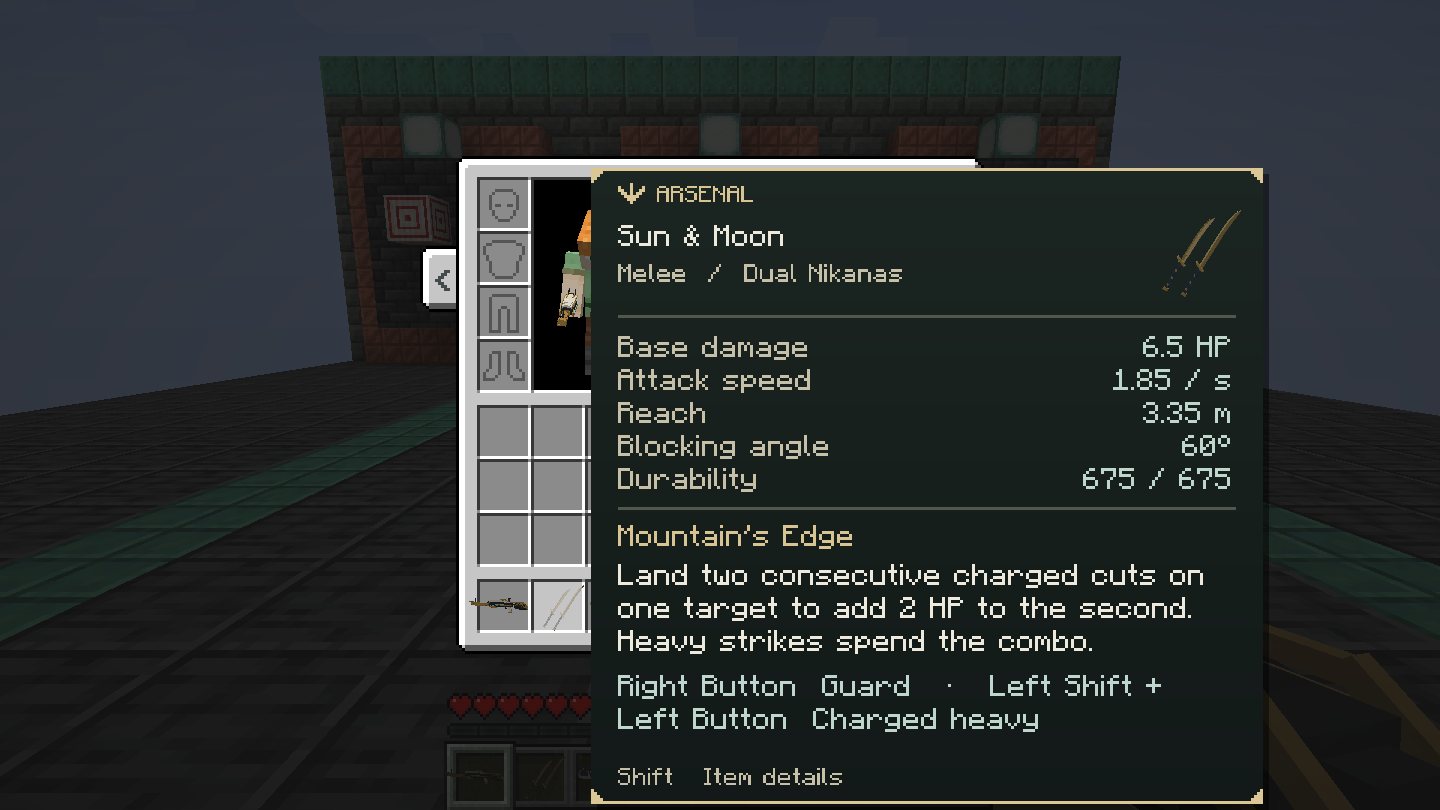 ARSENAL
Sun & Moon
Melee / Dual Nikanas
Base damage 6.5 HP
Attack speed 1.85 / s
Reach 3.35 m
Blocking angle 60°
Durability 675 / 675
Mountain's Edge
Land two consecutive charged cuts on
one target to add 2 HP to the second.
Heavy strikes spend the combo.
Right Button Guard · Left Shift +
Left Button Charged heavy
Shift Item details